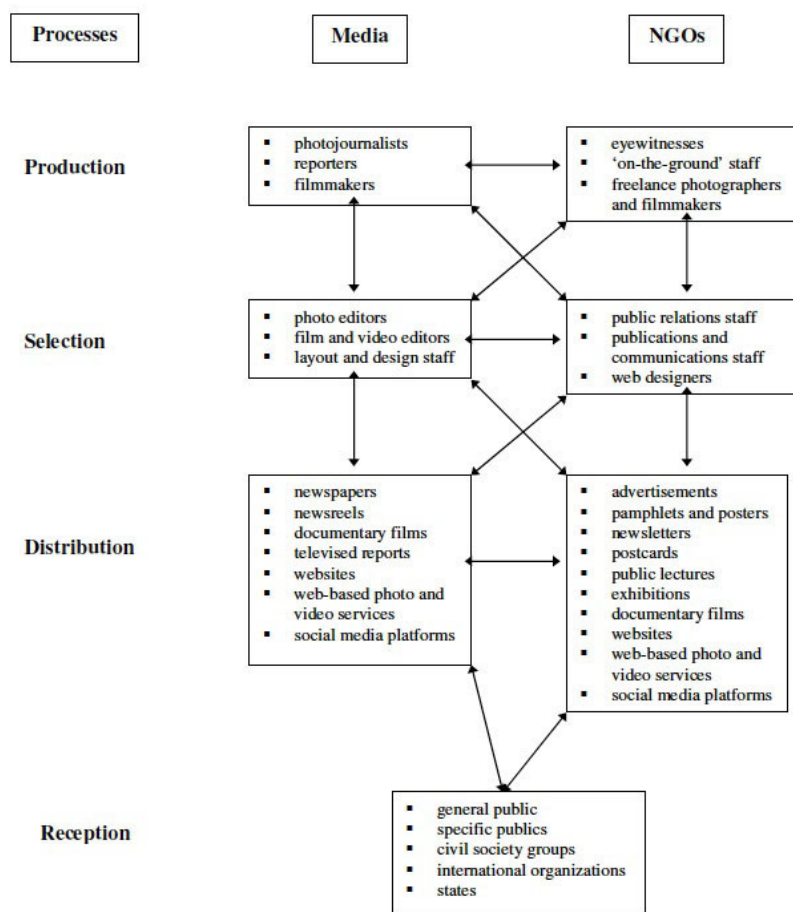 Processes
Media
NGOs
Production
▪ photojournalists
▪ reporters
▪ filmmakers
▪ eyewitnesses
▪ ‘on-the-ground’ staff
▪ freelance photographers
and filmmakers
Selection
▪ photo editors
▪ film and video editors
▪ layout and design staff
▪ public relations staff
▪ publications and
communications staff
▪ web designers
Distribution
▪ newspapers
▪ newsreels
▪ documentary films
▪ televised reports
▪ websites
▪ web-based photo and
video services
▪ social media platforms
▪ advertisements
▪ pamphlets and posters
▪ newsletters
▪ postcards
▪ public lectures
▪ exhibitions
▪ documentary films
▪ websites
▪ web-based photo and
video services
▪ social media platforms
Reception
▪ general public
▪ specific publics
▪ civil society groups
▪ international organizations
▪ states